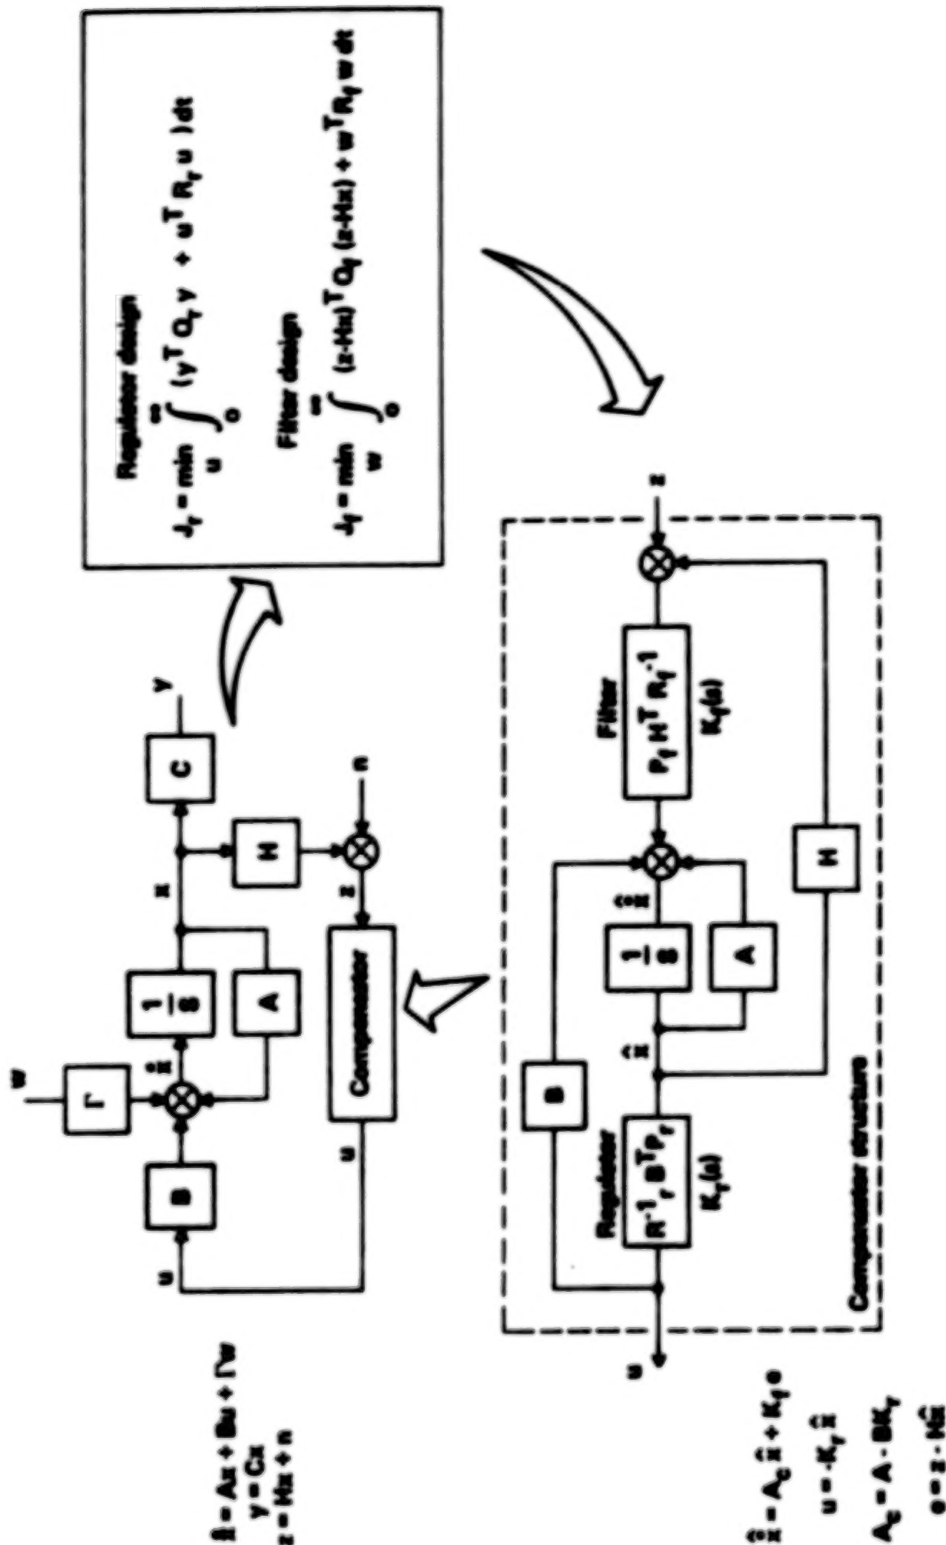 Regulator design
J_r = min_u ∫_0^∞ (y^T Q_r y + u^T R_r u) dt
Filter design
J_f = min_w ∫_0^∞ (z-Hx)^T Q_f (z-Hx) + w^T R_f w dt
ẋ = Ax + Bu + Γw
y = Cx
z = Hx + n
w
Γ
u
B
ẋ
1/s
x
C
y
A
H
n
z
Compensator
u
Regulator
R^-1_r B^T P_r
K_r(s)
B
x̂
1/s
x̂̇
A
Filter
P_f H^T R_f^-1
K_f(s)
z
H
u
Compensator structure
x̂̇ = A_c x̂ + K_f e
u = -K_r x̂
A_c = A - BK_r
e = z - Hx̂